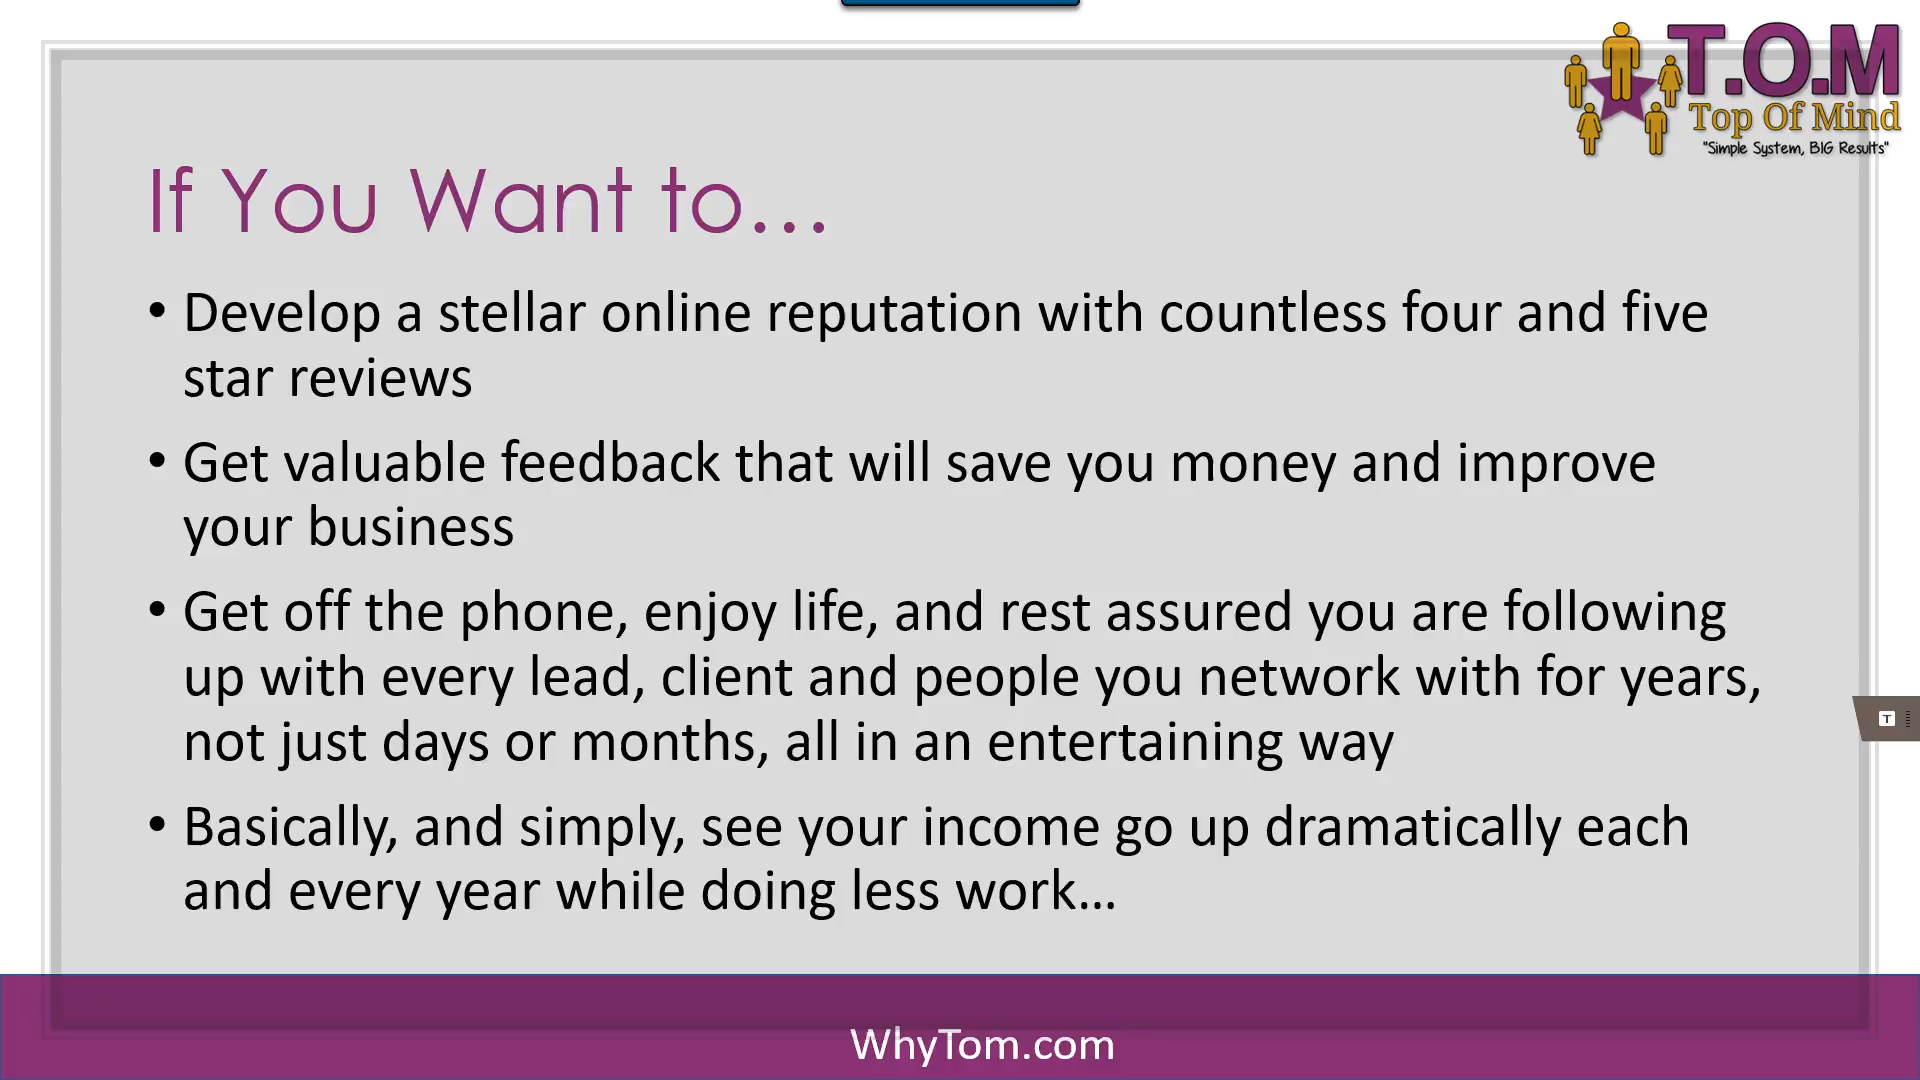 T.O.M
Top Of Mind
"Simple System, BIG Results"
If You Want to...
• Develop a stellar online reputation with countless four and five
star reviews
• Get valuable feedback that will save you money and improve
your business
• Get off the phone, enjoy life, and rest assured you are following
up with every lead, client and people you network with for years,
not just days or months, all in an entertaining way
• Basically, and simply, see your income go up dramatically each
and every year while doing less work...
T
WhyTom.com